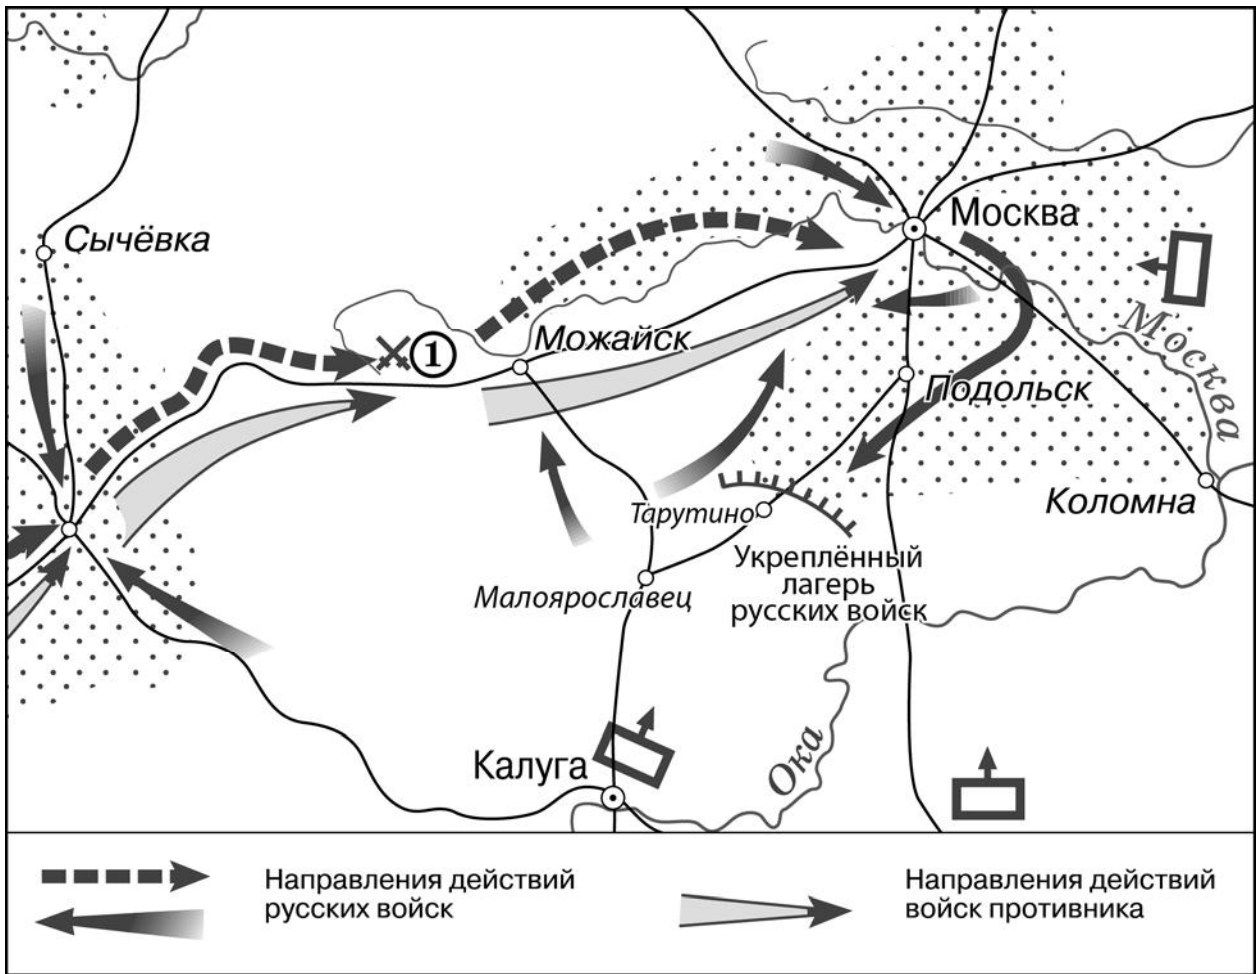 Москва
Сычёвка
1
Можайск
Москва
Подольск
Коломна
Тарутино
Укреплённый
лагерь
русских войск
Малоярославец
Ока
Калуга
Направления действий
русских войск
Направления действий
войск противника